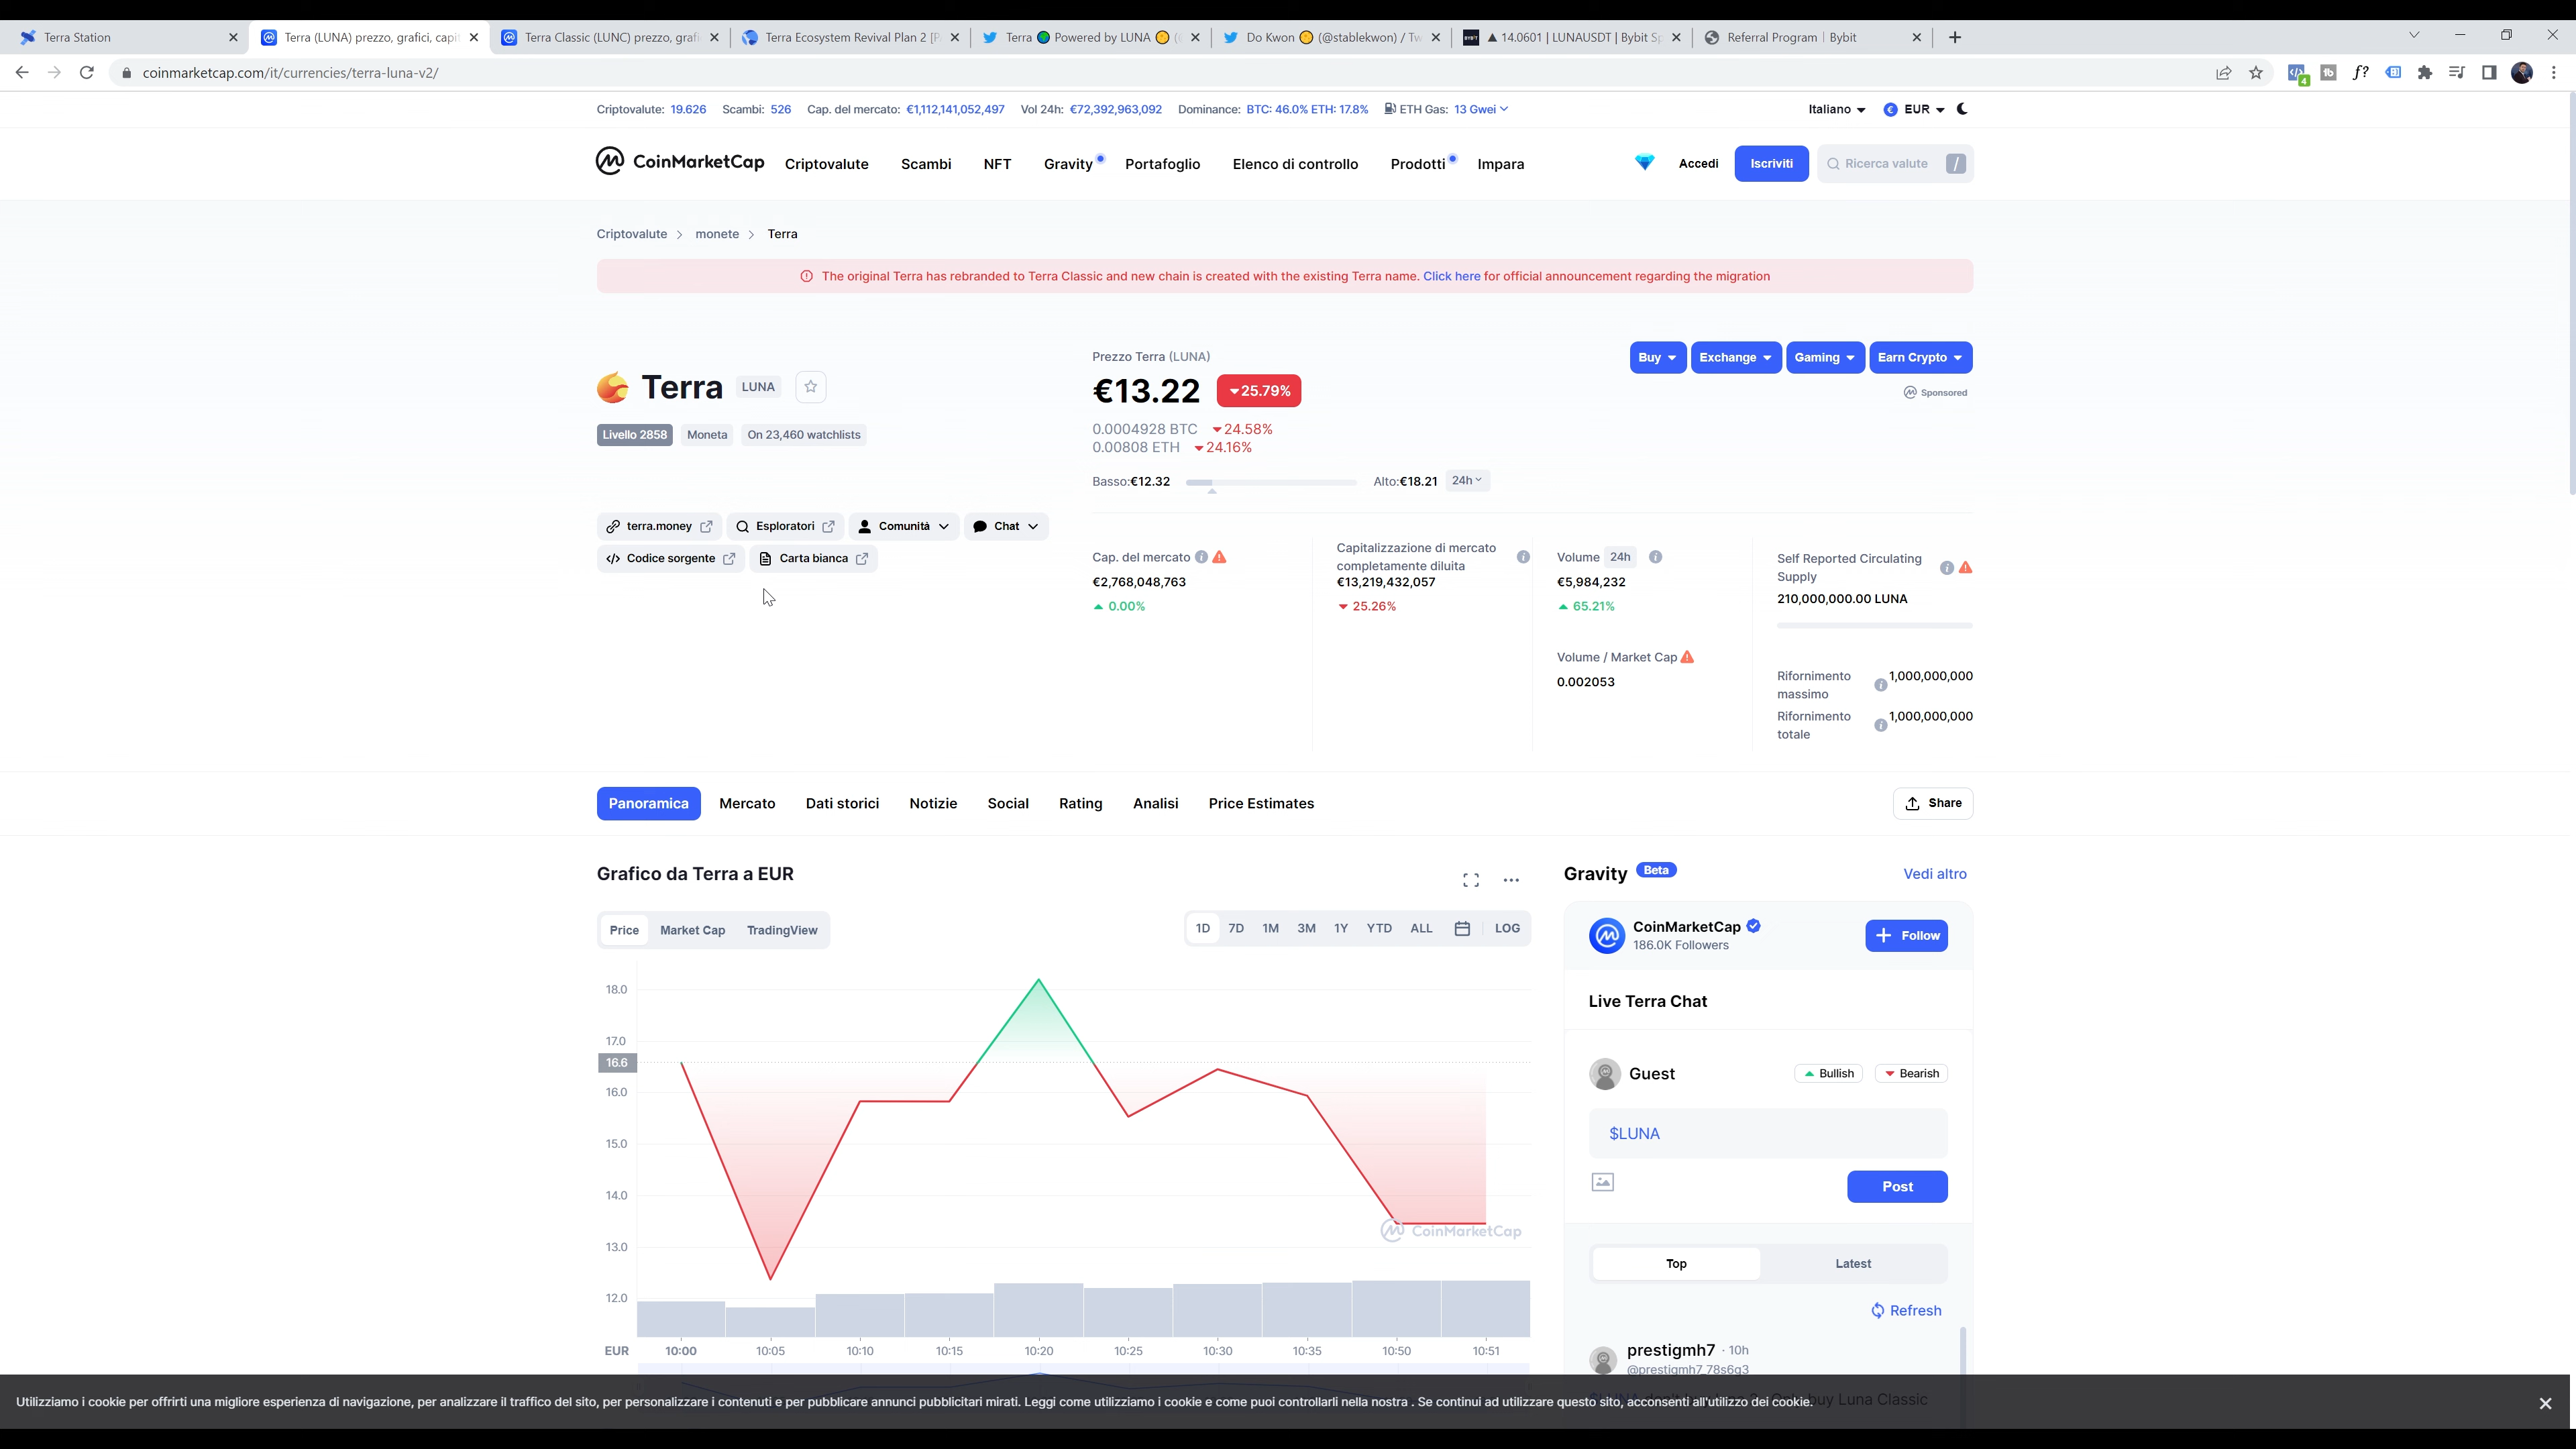 Terra Station
Terra (LUNA) prezzo, grafici, capit
Terra Classic (LUNC) prezzo, grafi
Terra Ecosystem Revival Plan 2 [P
Terra 🌍 Powered by LUNA 🟡 (
Do Kwon 🟡 (@stablekwon) / Tw
▲ 14.0601 | LUNAUSDT | Bybit Sp
Referral Program | Bybit
coinmarketcap.com/it/currencies/terra-luna-v2/
Criptovalute: 19.626 Scambi: 526 Cap. del mercato: €1,112,141,052,497 Vol 24h: €72,392,963,092 Dominance: BTC: 46.0% ETH: 17.8% ETH Gas: 13 Gwei
Italiano EUR
CoinMarketCap Criptovalute Scambi NFT Gravity Portafoglio Elenco di controllo Prodotti Impara
Accedi Iscriviti Ricerca valute /
Criptovalute > monete > Terra
The original Terra has rebranded to Terra Classic and new chain is created with the existing Terra name. Click here for official announcement regarding the migration
Terra LUNA
Livello 2858 Moneta On 23,460 watchlists
terra.money Esploratori Comunità Chat
Codice sorgente Carta bianca
Prezzo Terra (LUNA)
€13.22 25.79%
0.0004928 BTC 24.58%
0.00808 ETH 24.16%
Basso:€12.32 Alto:€18.21 24h
Buy Exchange Gaming Earn Crypto
Sponsored
Cap. del mercato
€2,768,048,763
0.00%
Capitalizzazione di mercato
completamente diluita
€13,219,432,057
25.26%
Volume 24h
€5,984,232
65.21%
Volume / Market Cap
0.002053
Self Reported Circulating
Supply
210,000,000.00 LUNA
Rifornimento
massimo
1,000,000,000
Rifornimento
totale
1,000,000,000
Panoramica Mercato Dati storici Notizie Social Rating Analisi Price Estimates
Share
Grafico da Terra a EUR
Price Market Cap TradingView
1D 7D 1M 3M 1Y YTD ALL LOG
18.0
17.0
16.6
16.0
15.0
14.0
13.0
12.0
CoinMarketCap
EUR 10:00 10:05 10:10 10:15 10:20 10:25 10:30 10:35 10:50 10:51
Gravity Beta
Vedi altro
CoinMarketCap
186.0K Followers
Follow
Live Terra Chat
Guest
Bullish Bearish
$LUNA
Post
Top Latest
Refresh
prestigmh7 · 10h
@prestigmh7_78s6g3
buy Luna Classic
Utilizziamo i cookie per offrirti una migliore esperienza di navigazione, per analizzare il traffico del sito, per personalizzare i contenuti e per pubblicare annunci pubblicitari mirati. Leggi come utilizziamo i cookie e come puoi controllarli nella nostra . Se continui ad utilizzare questo sito, acconsenti all'utilizzo dei cookie.